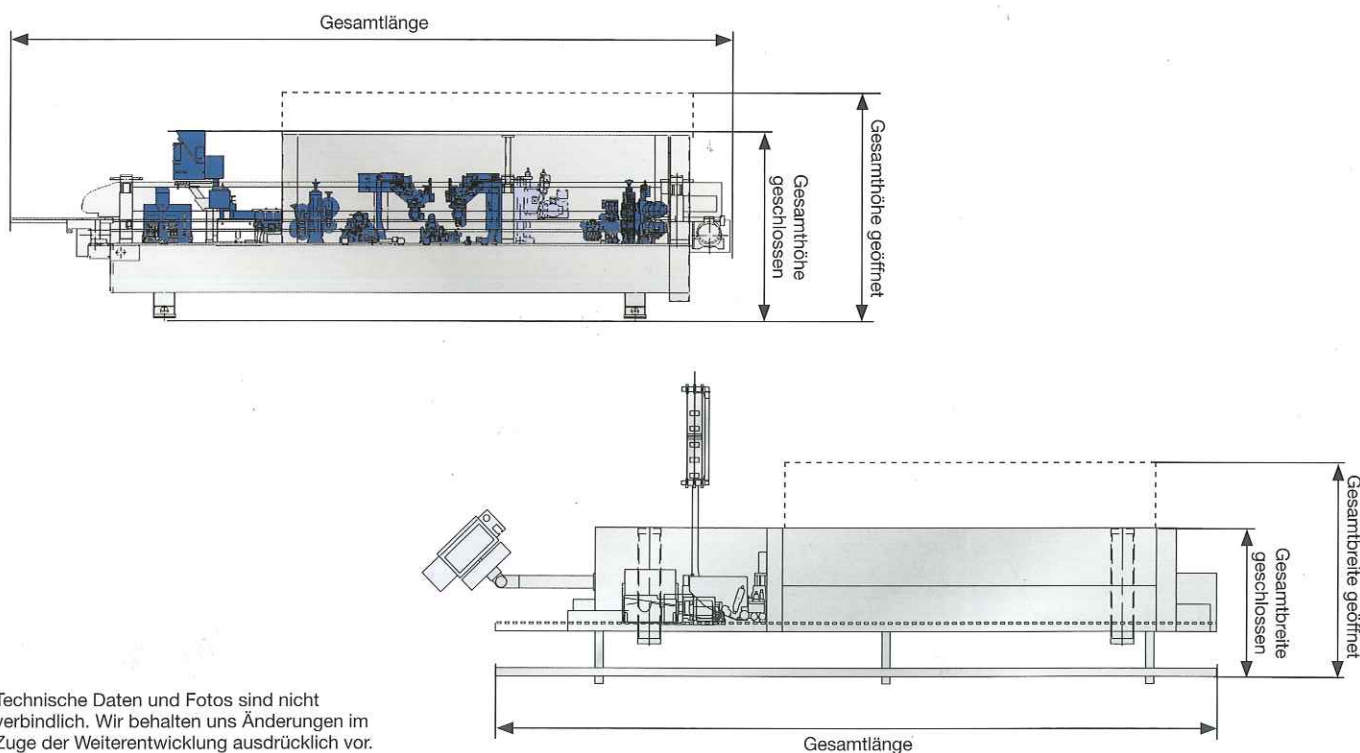 Gesamtlänge
Gesamthöhe
geschlossen
Gesamthöhe geöffnet
Gesamtbreite
geschlossen
Gesamtbreite geöffnet
Technische Daten und Fotos sind nicht
verbindlich. Wir behalten uns Änderungen im
Zuge der Weiterentwicklung ausdrücklich vor.
Gesamtlänge